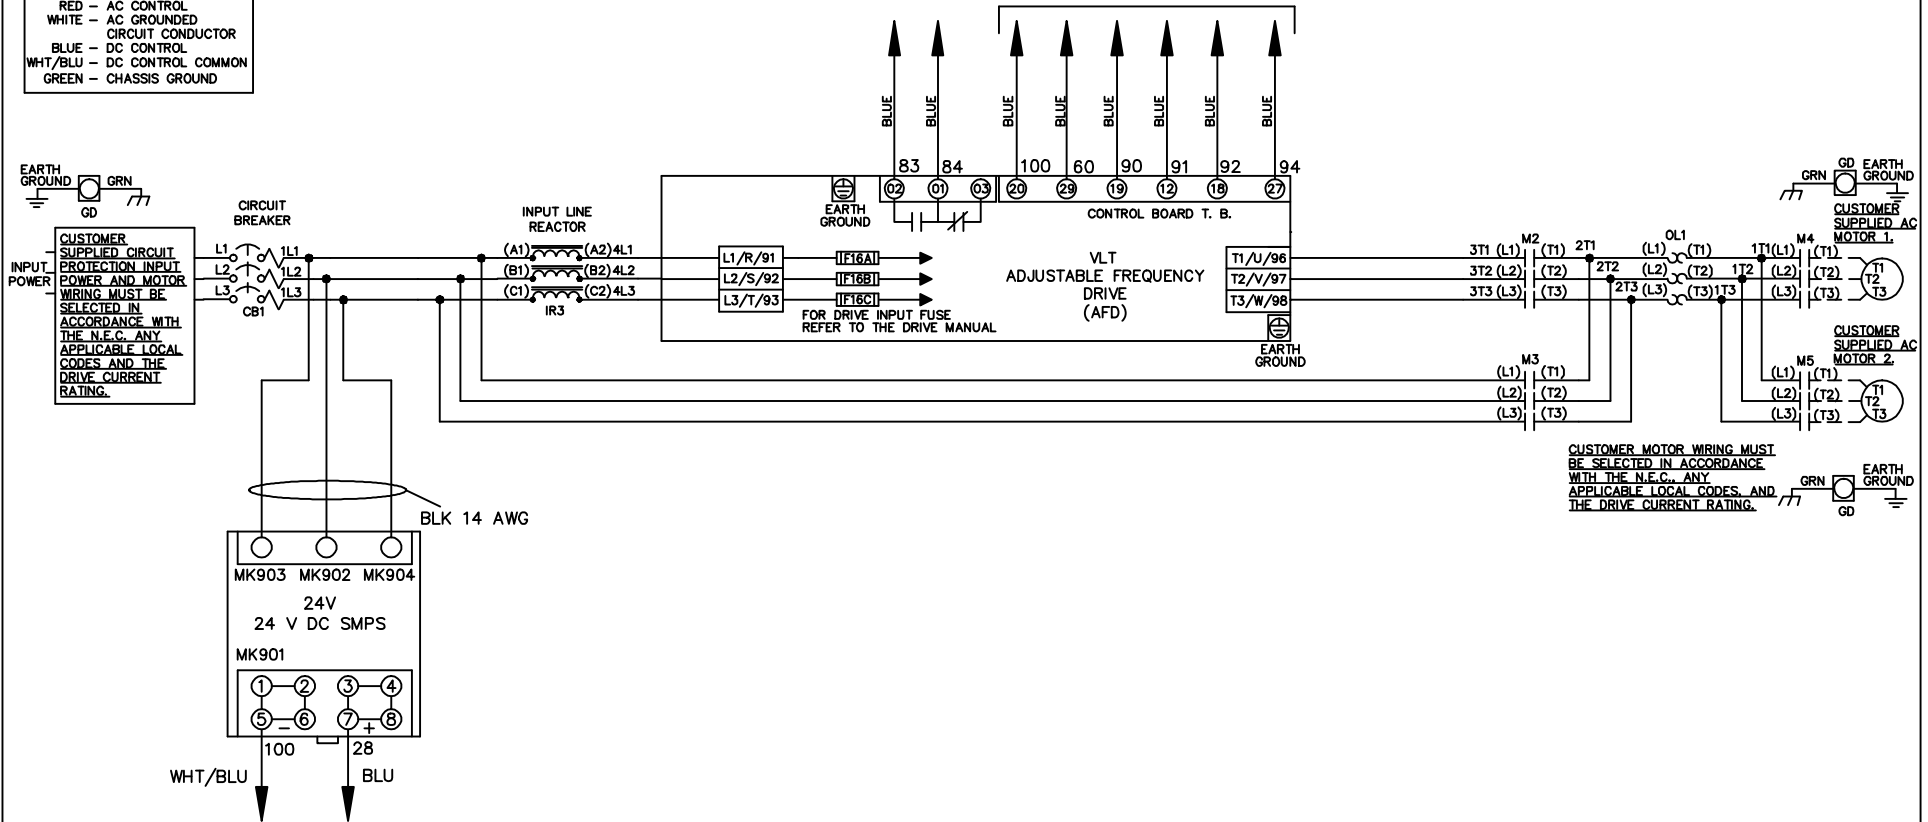 RED – AC CONTROL
WHITE – AC GROUNDED
CIRCUIT CONDUCTOR
BLUE – DC CONTROL
WHT/BLU – DC CONTROL COMMON
GREEN – CHASSIS GROUND
BLUE BLUE BLUE BLUE BLUE BLUE BLUE BLUE
83 84 100 60 90 91 92 94
02 01 03 20 29 19 12 18 27
EARTH
GROUND
CONTROL BOARD T. B.
EARTH
GROUND
GRN
GD
CIRCUIT
BREAKER
INPUT LINE
REACTOR
INPUT
POWER
CUSTOMER
SUPPLIED CIRCUIT
PROTECTION INPUT
POWER AND MOTOR
WIRING MUST BE
SELECTED IN
ACCORDANCE WITH
THE N.E.C. ANY
APPLICABLE LOCAL
CODES AND THE
DRIVE CURRENT
RATING.
L1 1L1
L2 1L2
L3 1L3
CB1
(A1) (A2)4L1
(B1) (B2)4L2
(C1) (C2)4L3
IR3
L1/R/91 IF16A
L2/S/92 IF16B
L3/T/93 IF16C
FOR DRIVE INPUT FUSE
REFER TO THE DRIVE MANUAL
VLT
ADJUSTABLE FREQUENCY
DRIVE
(AFD)
T1/U/96
T2/V/97
T3/W/98
EARTH
GROUND
M2
3T1 (L1) (T1) 2T1
3T2 (L2) (T2) 2T2
3T3 (L3) (T3) 2T3
OL1
(L1) (T1) 1T1
(L2) (T2) 1T2
(L3) (T3) 1T3
M4
(L1) (T1)
(L2) (T2)
(L3) (T3)
T1
T2
T3
GD
GRN
EARTH
GROUND
CUSTOMER
SUPPLIED AC
MOTOR 1.
M3
(L1) (T1)
(L2) (T2)
(L3) (T3)
M5
(L1) (T1)
(L2) (T2)
(L3) (T3)
T1
T2
T3
CUSTOMER
SUPPLIED AC
MOTOR 2.
CUSTOMER MOTOR WIRING MUST
BE SELECTED IN ACCORDANCE
WITH THE N.E.C., ANY
APPLICABLE LOCAL CODES, AND
THE DRIVE CURRENT RATING.
GRN
EARTH
GROUND
GD
BLK 14 AWG
MK903 MK902 MK904
24V
24 V DC SMPS
MK901
1 2 3 4
5 – 6 7 + 8
100 28
WHT/BLU BLU